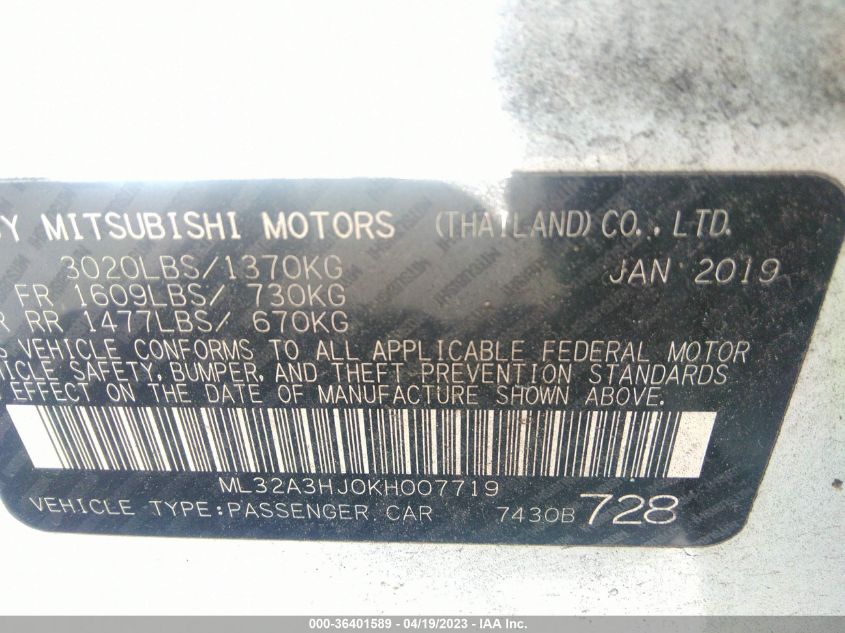 BY MITSUBISHI MOTORS (THAILAND) CO., LTD.
3020LBS/1370KG JAN 2019
FR 1609LBS/ 730KG
RR 1477LBS/ 670KG
VEHICLE CONFORMS TO ALL APPLICABLE FEDERAL MOTOR
SAFETY, BUMPER, AND THEFT PREVENTION STANDARDS
EFFECT ON THE DATE OF MANUFACTURE SHOWN ABOVE.
ML32A3HJ0KH007719
VEHICLE TYPE:PASSENGER CAR 7430B 728
000-36401589 - 04/19/2023 - IAA Inc.